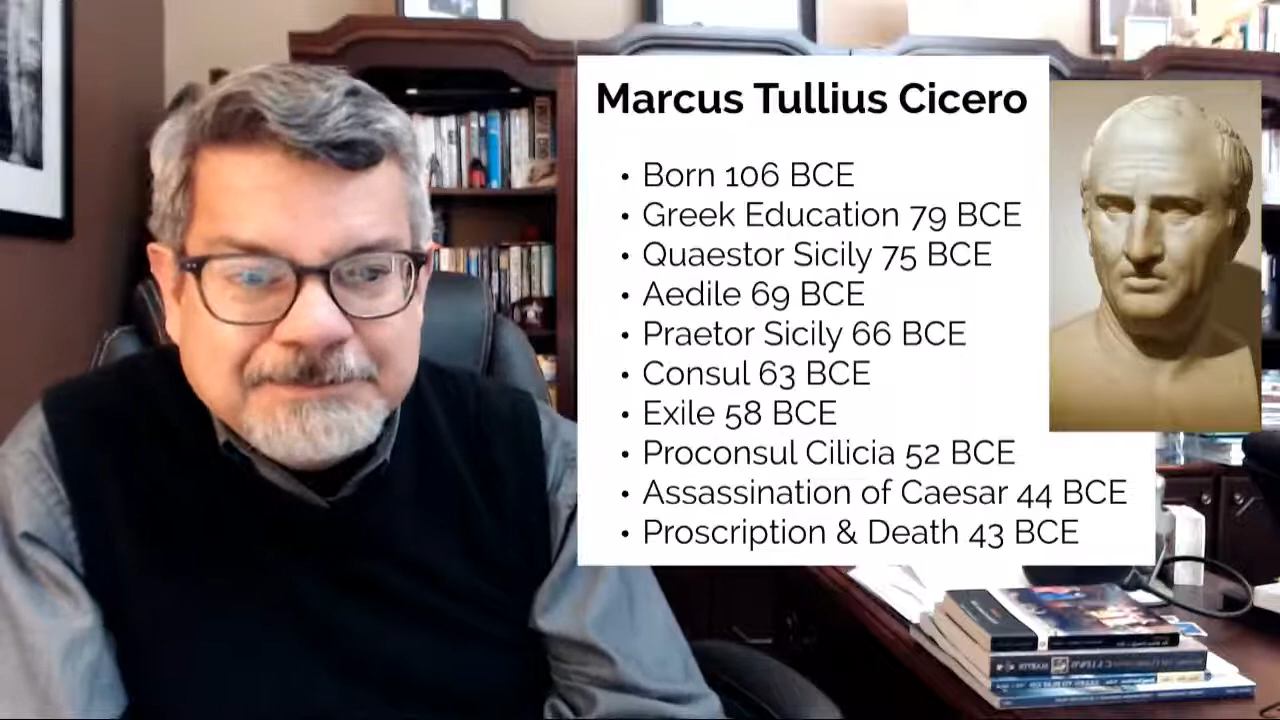 Marcus Tullius Cicero
• Born 106 BCE
• Greek Education 79 BCE
• Quaestor Sicily 75 BCE
• Aedile 69 BCE
• Praetor Sicily 66 BCE
• Consul 63 BCE
• Exile 58 BCE
• Proconsul Cilicia 52 BCE
• Assassination of Caesar 44 BCE
• Proscription & Death 43 BCE